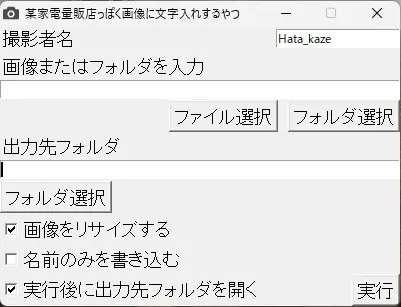 某家電量販店っぽく画像に文字入れするやつ
撮影者名 Hata_kaze
画像またはフォルダを入力
ファイル選択 フォルダ選択
出力先フォルダ
フォルダ選択
画像をリサイズする
名前のみを書き込む
実行後に出力先フォルダを開く 実行